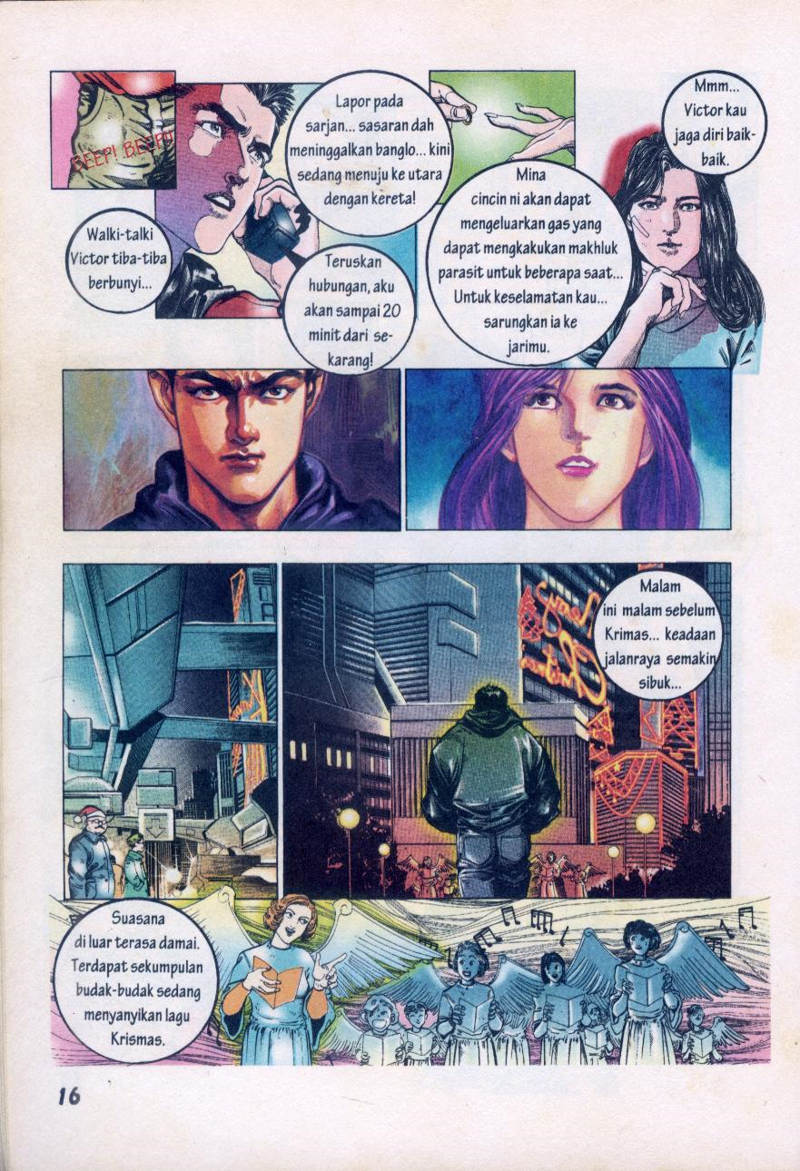 BEEP! BEEP!
Walki-talki
Victor tiba-tiba
berbunyi...
Lapor pada
sarjan... sasaran dah
meninggalkan banglo... kini
sedang menuju ke utara
dengan kereta!
Teruskan
hubungan, aku
akan sampai 20
minit dari se-
karang!
Mina
cincin ni akan dapat
mengeluarkan gas yang
dapat mengkakukan makhluk
parasit untuk beberapa saat...
Untuk keselamatan kau...
sarungkan ia ke
jarimu.
Mmm...
Victor kau
jaga diri baik-
baik.
Malam
ini malam sebelum
Krimas... keadaan
jalanraya semakin
sibuk...
Suasana
di luar terasa damai.
Terdapat sekumpulan
budak-budak sedang
menyanyikan lagu
Krismas.
16